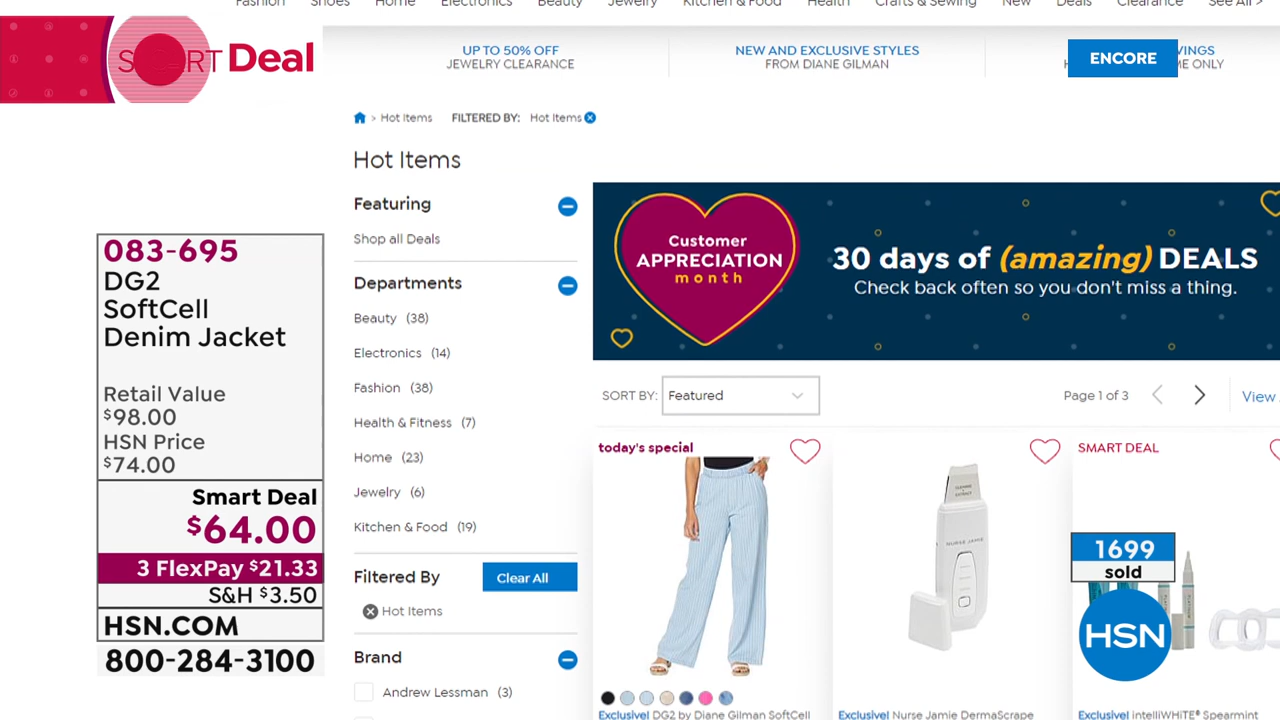 Fashion Shoes Home Electronics Beauty Jewelry Kitchen & Food Health Crafts & Sewing New Deals Clearance See All >
SMART Deal
UP TO 50% OFF
JEWELRY CLEARANCE
NEW AND EXCLUSIVE STYLES
FROM DIANE GILMAN
ENCORE
ME ONLY
> Hot Items FILTERED BY: Hot Items
Hot Items
Featuring
Shop all Deals
Departments
Beauty (38)
Electronics (14)
Fashion (38)
Health & Fitness (7)
Home (23)
Jewelry (6)
Kitchen & Food (19)
Filtered By
Clear All
Hot Items
Brand
Andrew Lessman (3)
083-695
DG2
SoftCell
Denim Jacket
Retail Value
$98.00
HSN Price
$74.00
Smart Deal
$64.00
3 FlexPay $21.33
S&H $3.50
HSN.COM
800-284-3100
Customer
APPRECIATION
month
30 days of (amazing) DEALS
Check back often so you don't miss a thing.
SORT BY: Featured
Page 1 of 3
View
today's special
SMART DEAL
NURSE JAMIE
1699
sold
HSN
Exclusive! DG2 by Diane Gilman SoftCell
Exclusive! Nurse Jamie DermaScrape
Exclusive! intelliWHiTE® Spearmint